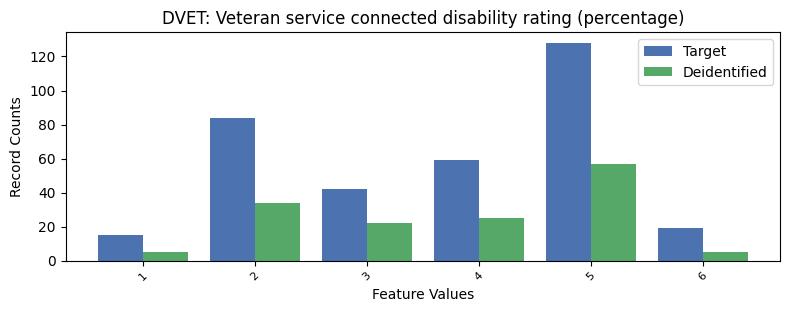 DVET: Veteran service connected disability rating (percentage)
Target
Deidentified
Record Counts
120
100
80
60
40
20
0
1 2 3 4 5 6
Feature Values